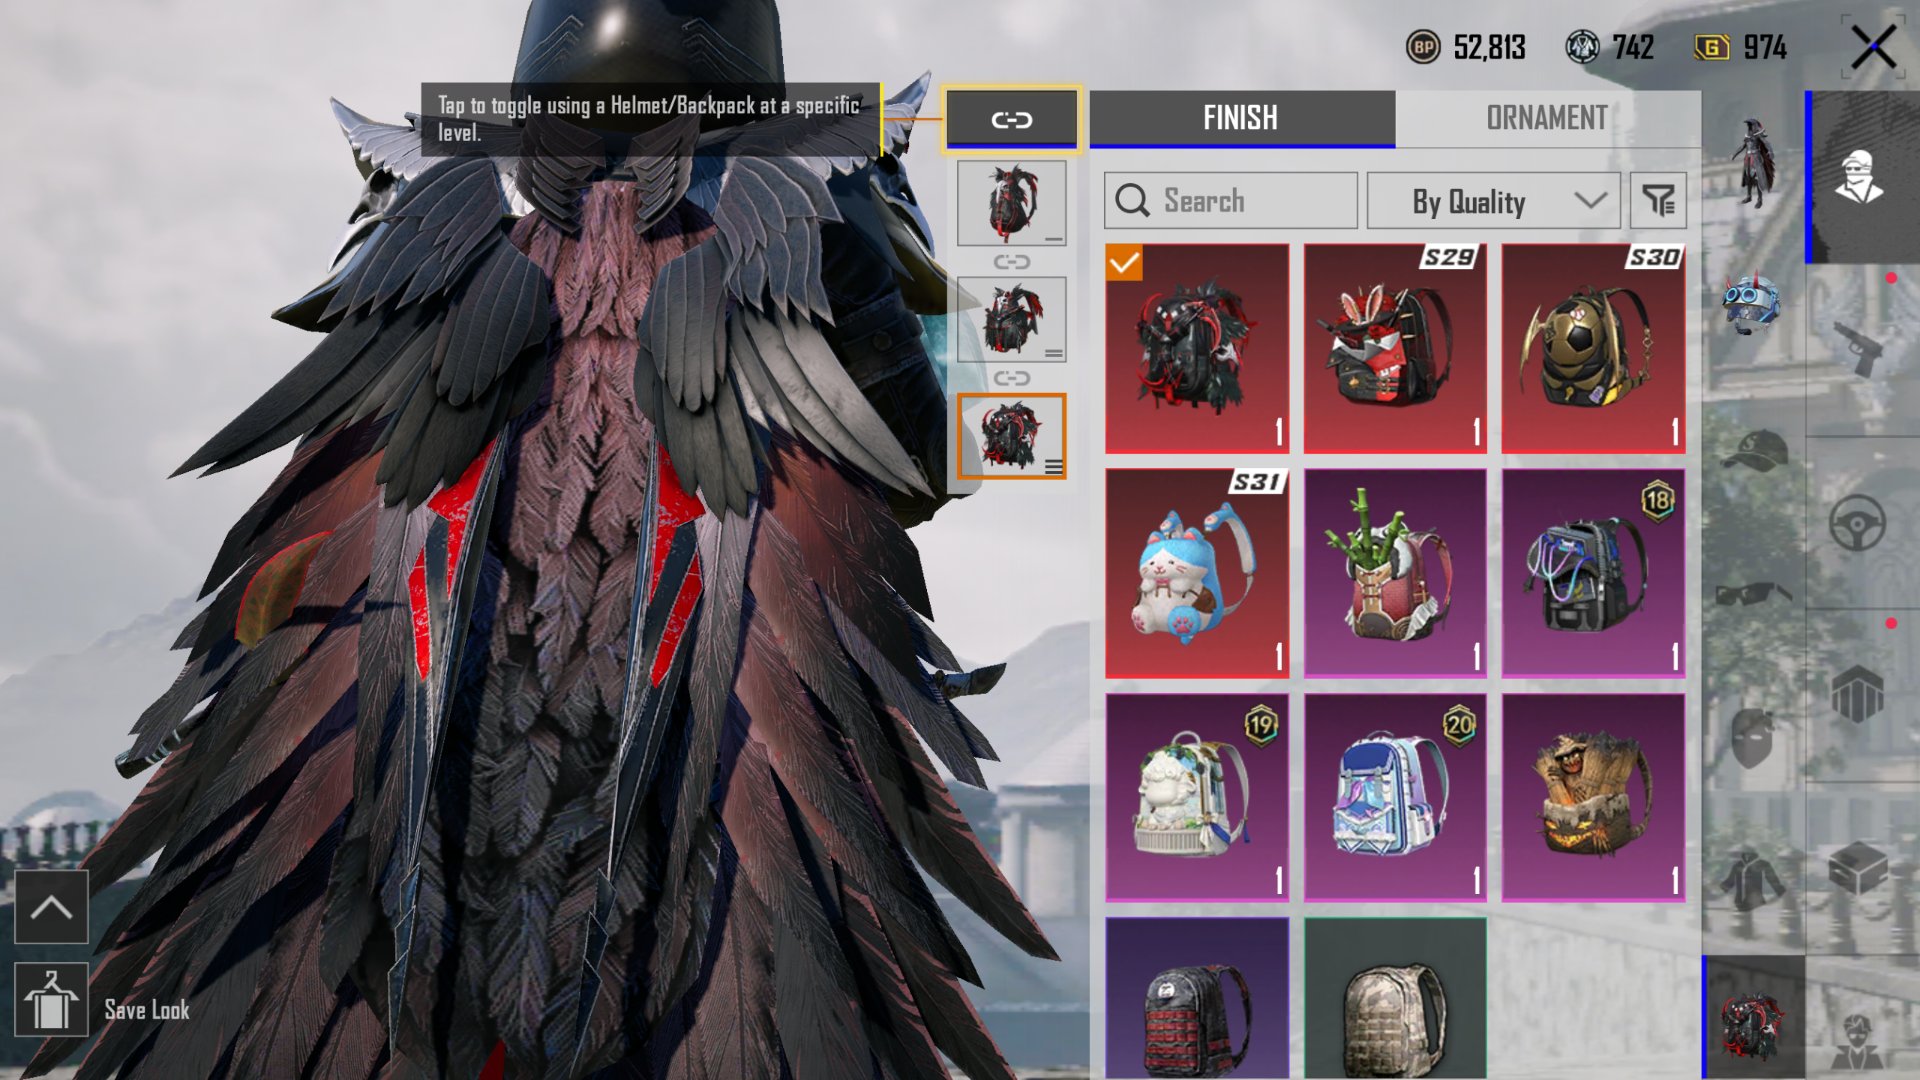 BP 52,813 742 G 974
Tap to toggle using a Helmet/Backpack at a specific
level.
FINISH ORNAMENT
Search By Quality
S29 S30
1 1 1
S31 18
1 1 1
19 20
1 1 1
Save Look